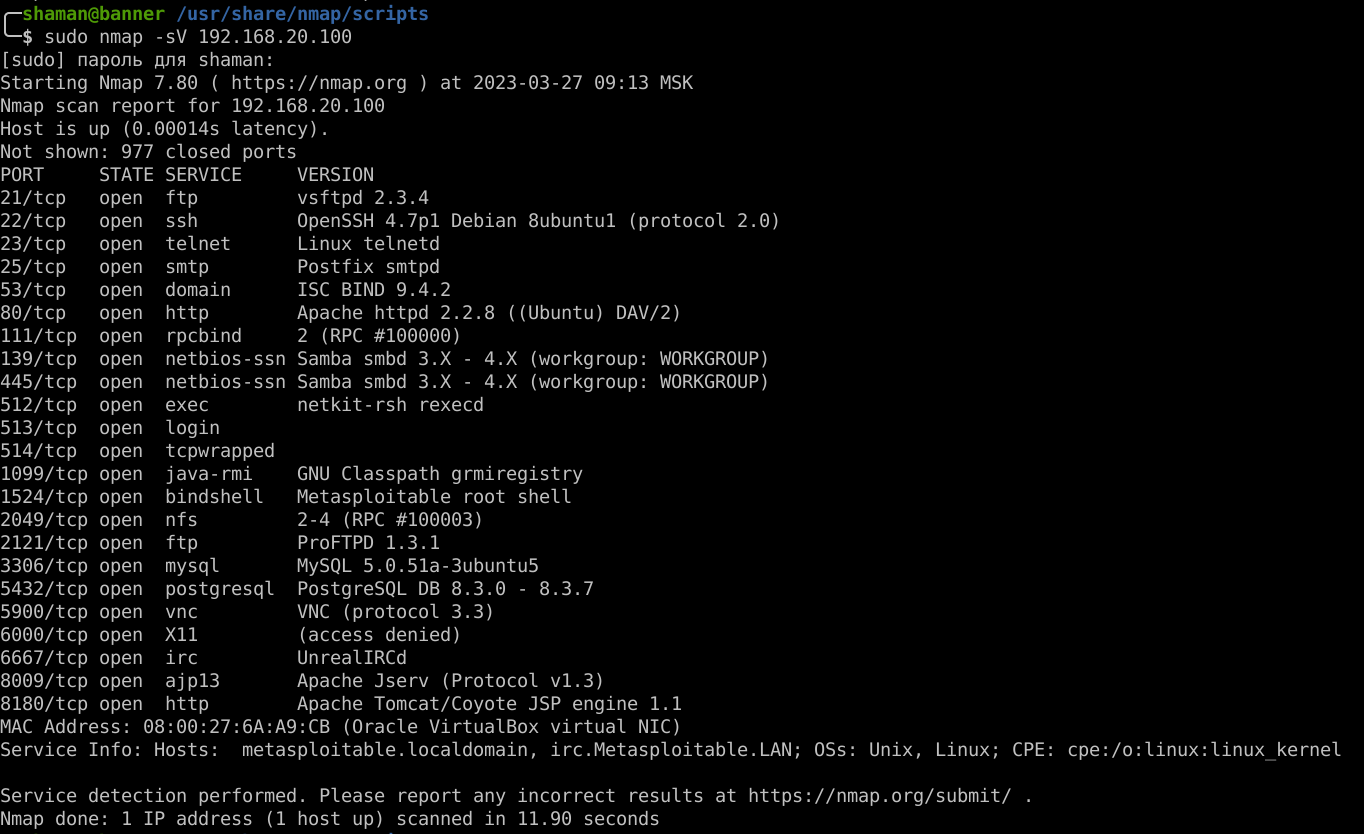 shaman@banner /usr/share/nmap/scripts
$ sudo nmap -sV 192.168.20.100
[sudo] пароль для shaman:
Starting Nmap 7.80 ( https://nmap.org ) at 2023-03-27 09:13 MSK
Nmap scan report for 192.168.20.100
Host is up (0.00014s latency).
Not shown: 977 closed ports
PORT     STATE SERVICE     VERSION
21/tcp   open  ftp         vsftpd 2.3.4
22/tcp   open  ssh         OpenSSH 4.7p1 Debian 8ubuntu1 (protocol 2.0)
23/tcp   open  telnet      Linux telnetd
25/tcp   open  smtp        Postfix smtpd
53/tcp   open  domain      ISC BIND 9.4.2
80/tcp   open  http        Apache httpd 2.2.8 ((Ubuntu) DAV/2)
111/tcp  open  rpcbind     2 (RPC #100000)
139/tcp  open  netbios-ssn Samba smbd 3.X - 4.X (workgroup: WORKGROUP)
445/tcp  open  netbios-ssn Samba smbd 3.X - 4.X (workgroup: WORKGROUP)
512/tcp  open  exec        netkit-rsh rexecd
513/tcp  open  login
514/tcp  open  tcpwrapped
1099/tcp open  java-rmi    GNU Classpath grmiregistry
1524/tcp open  bindshell   Metasploitable root shell
2049/tcp open  nfs         2-4 (RPC #100003)
2121/tcp open  ftp         ProFTPD 1.3.1
3306/tcp open  mysql       MySQL 5.0.51a-3ubuntu5
5432/tcp open  postgresql  PostgreSQL DB 8.3.0 - 8.3.7
5900/tcp open  vnc         VNC (protocol 3.3)
6000/tcp open  X11         (access denied)
6667/tcp open  irc         UnrealIRCd
8009/tcp open  ajp13       Apache Jserv (Protocol v1.3)
8180/tcp open  http        Apache Tomcat/Coyote JSP engine 1.1
MAC Address: 08:00:27:6A:A9:CB (Oracle VirtualBox virtual NIC)
Service Info: Hosts:  metasploitable.localdomain, irc.Metasploitable.LAN; OSs: Unix, Linux; CPE: cpe:/o:linux:linux_kernel
Service detection performed. Please report any incorrect results at https://nmap.org/submit/ .
Nmap done: 1 IP address (1 host up) scanned in 11.90 seconds